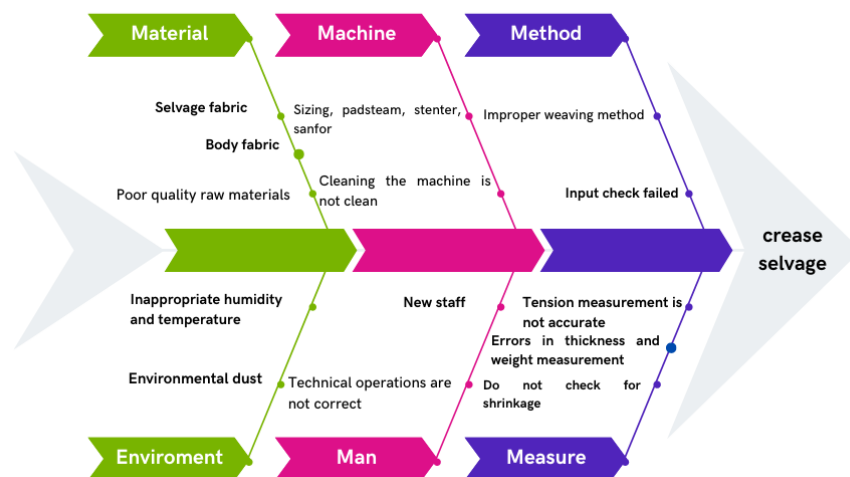 Material
Machine
Method
Selvage fabric
Body fabric
Poor quality raw materials
Sizing, padsteam, stenter,
sanfor
Cleaning the machine is
not clean
Improper weaving method
Input check failed
crease
selvage
Inappropriate humidity
and temperature
Environmental dust
New staff
Technical operations are
not correct
Tension measurement is
not accurate
Errors in thickness and
weight measurement
Do not check for
shrinkage
Enviroment
Man
Measure